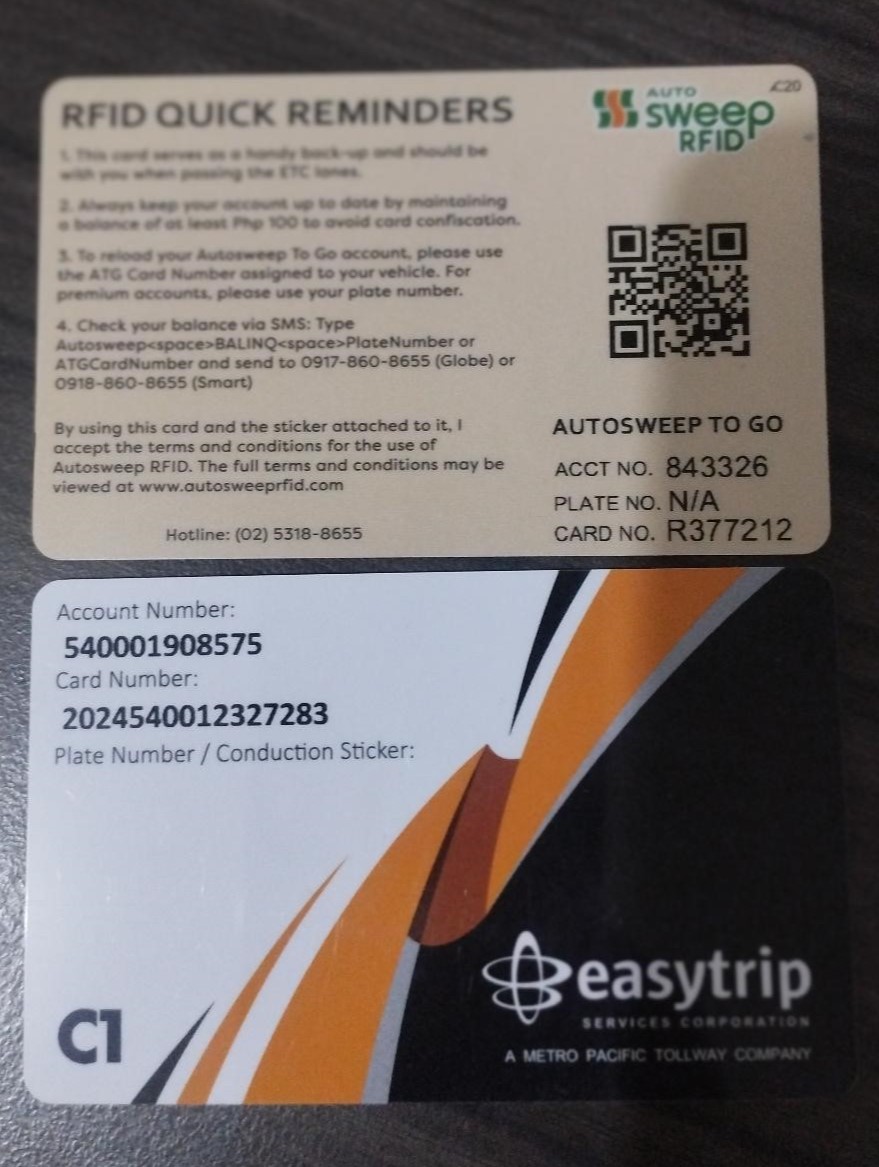 RFID QUICK REMINDERS
AUTO
sweep
RFID
C20
1. This card serves as a handy back-up and should be
with you when passing the ETC lanes.
2. Always keep your account up to date by maintaining
a balance of at least Php 100 to avoid card confiscation.
3. To reload your Autosweep To Go account, please use
the ATG Card Number assigned to your vehicle. For
premium accounts, please use your plate number.
4. Check your balance via SMS: Type
Autosweep<space>BALINQ<space>PlateNumber or
ATGCardNumber and send to 0917-860-8655 (Globe) or
0918-860-8655 (Smart)
By using this card and the sticker attached to it, I
accept the terms and conditions for the use of
Autosweep RFID. The full terms and conditions may be
viewed at www.autosweeprfid.com
Hotline: (02) 5318-8655
AUTOSWEEP TO GO
ACCT NO. 843326
PLATE NO. N/A
CARD NO. R377212
Account Number:
540001908575
Card Number:
2024540012327283
Plate Number / Conduction Sticker:
C1
easytrip
SERVICES CORPORATION
A METRO PACIFIC TOLLWAY COMPANY